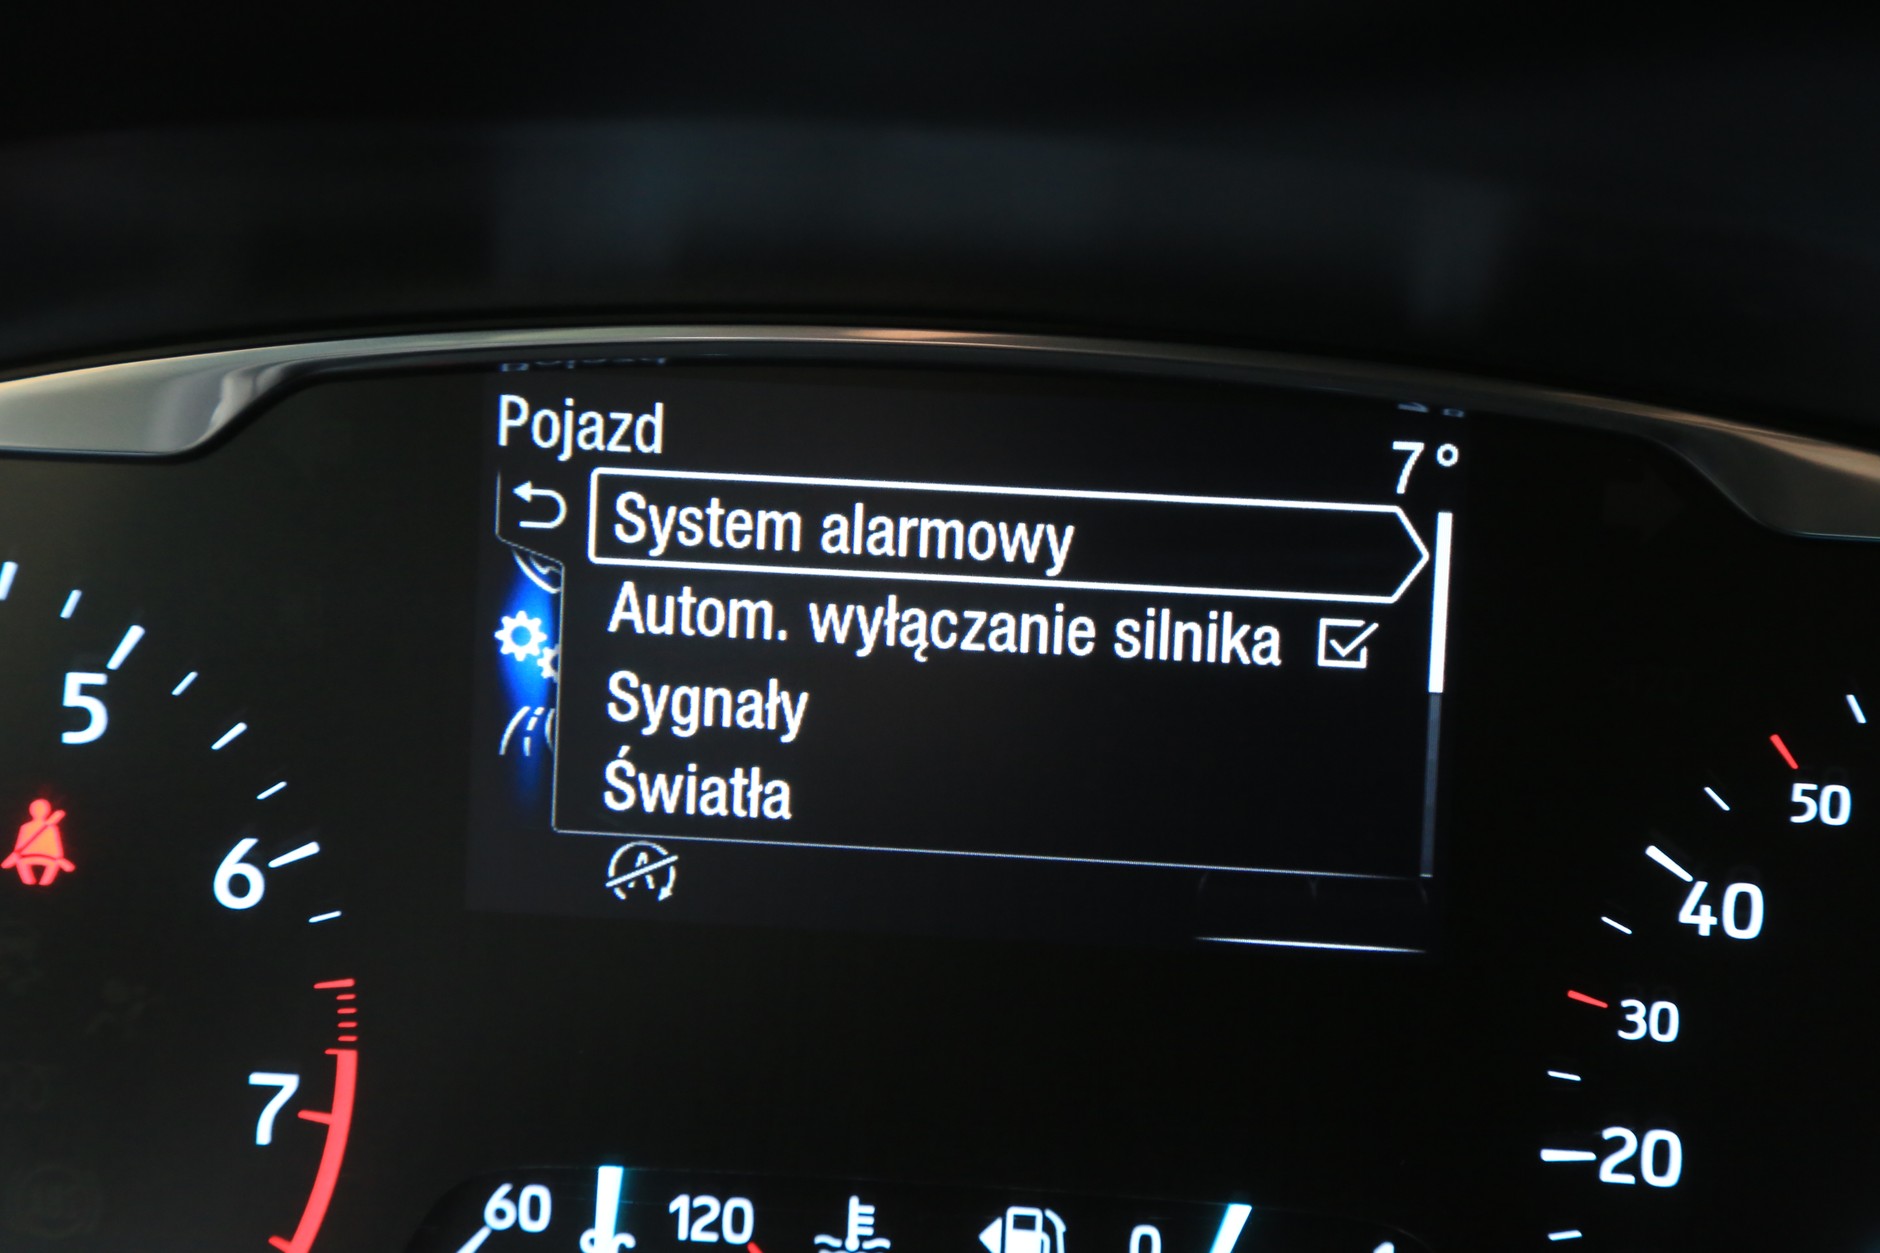 Pojazd
7°
System alarmowy
Autom. wyłączanie silnika
Sygnały
Światła
A
5
6
7
50
40
30
20
60
120
0
1